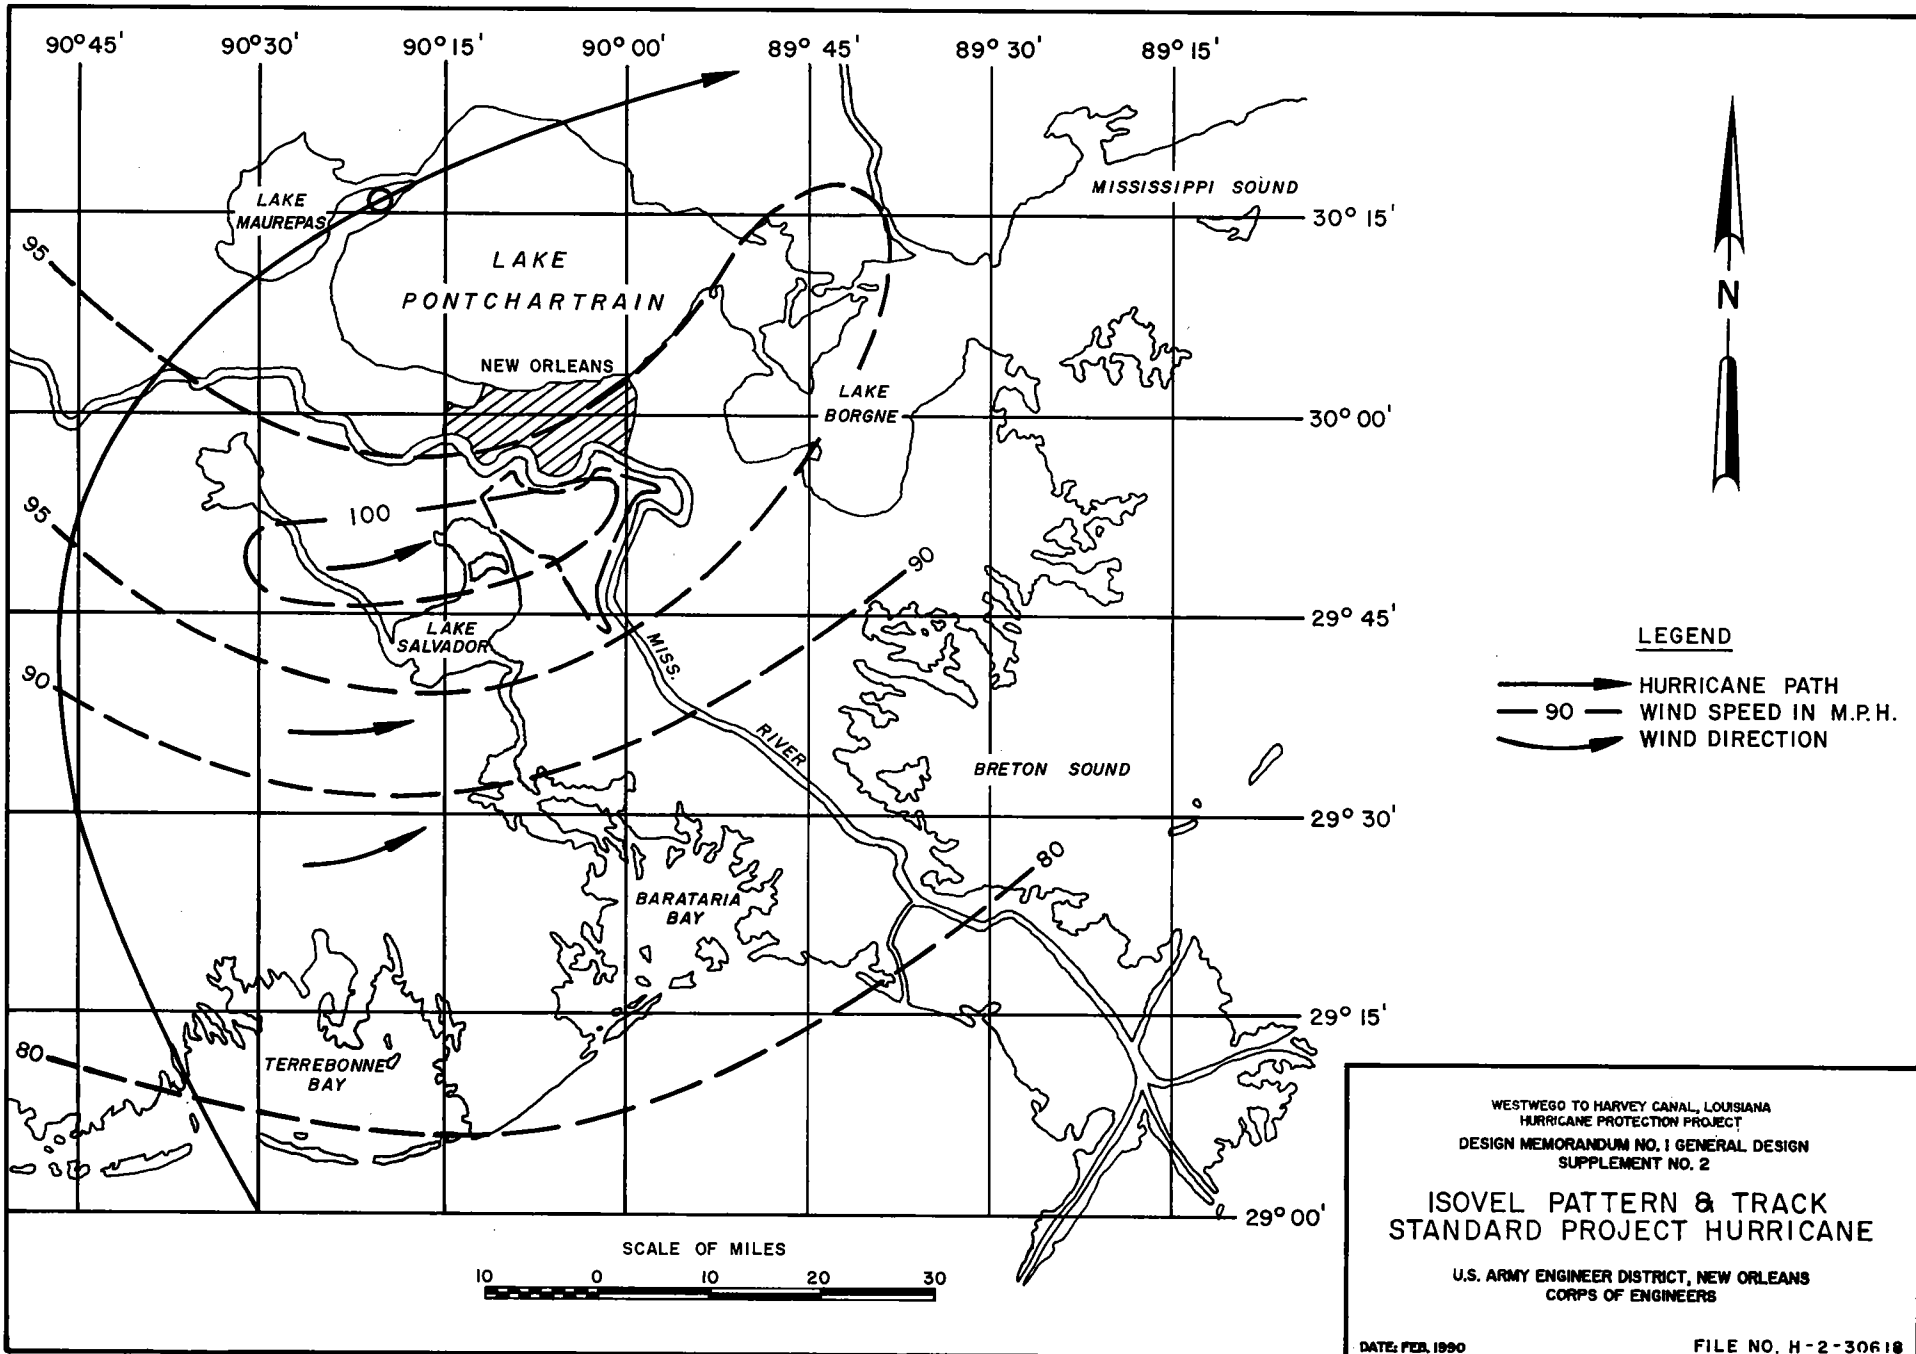 90° 45' 90° 30' 90° 15' 90° 00' 89° 45' 89° 30' 89° 15'
MISSISSIPPI SOUND
LAKE
MAUREPAS
30° 15'
95
LAKE
PONTCHARTRAIN
N
NEW ORLEANS
LAKE
BORGNE
30° 00'
95
100
90
29° 45'
LAKE
SALVADOR
MISS.
RIVER
90
LEGEND
HURRICANE PATH
90 WIND SPEED IN M.P.H.
WIND DIRECTION
BRETON SOUND
29° 30'
80
BARATARIA
BAY
29° 15'
80
TERREBONNE
BAY
29° 00'
SCALE OF MILES
10 0 10 20 30
WESTWEGO TO HARVEY CANAL, LOUISIANA
HURRICANE PROTECTION PROJECT
DESIGN MEMORANDUM NO. 1 GENERAL DESIGN
SUPPLEMENT NO. 2
ISOVEL PATTERN & TRACK
STANDARD PROJECT HURRICANE
U.S. ARMY ENGINEER DISTRICT, NEW ORLEANS
CORPS OF ENGINEERS
DATE: FEB. 1990 FILE NO. H-2-30618